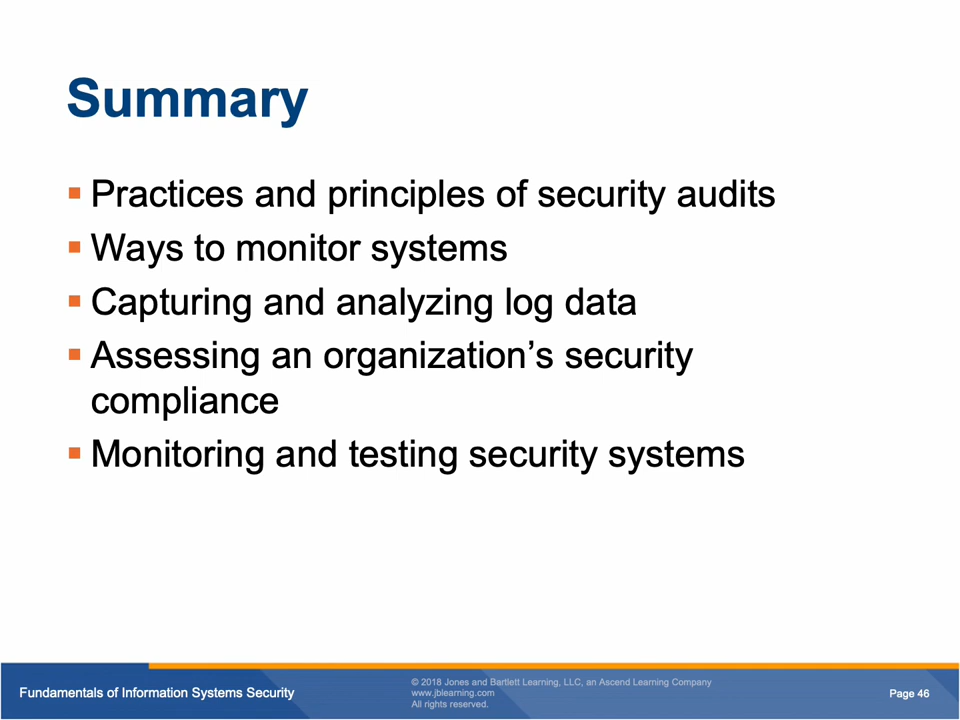 Summary
Practices and principles of security audits
Ways to monitor systems
Capturing and analyzing log data
Assessing an organization’s security
compliance
Monitoring and testing security systems
Fundamentals of Information Systems Security
© 2018 Jones and Bartlett Learning, LLC, an Ascend Learning Company
www.jblearning.com
All rights reserved.
Page 46